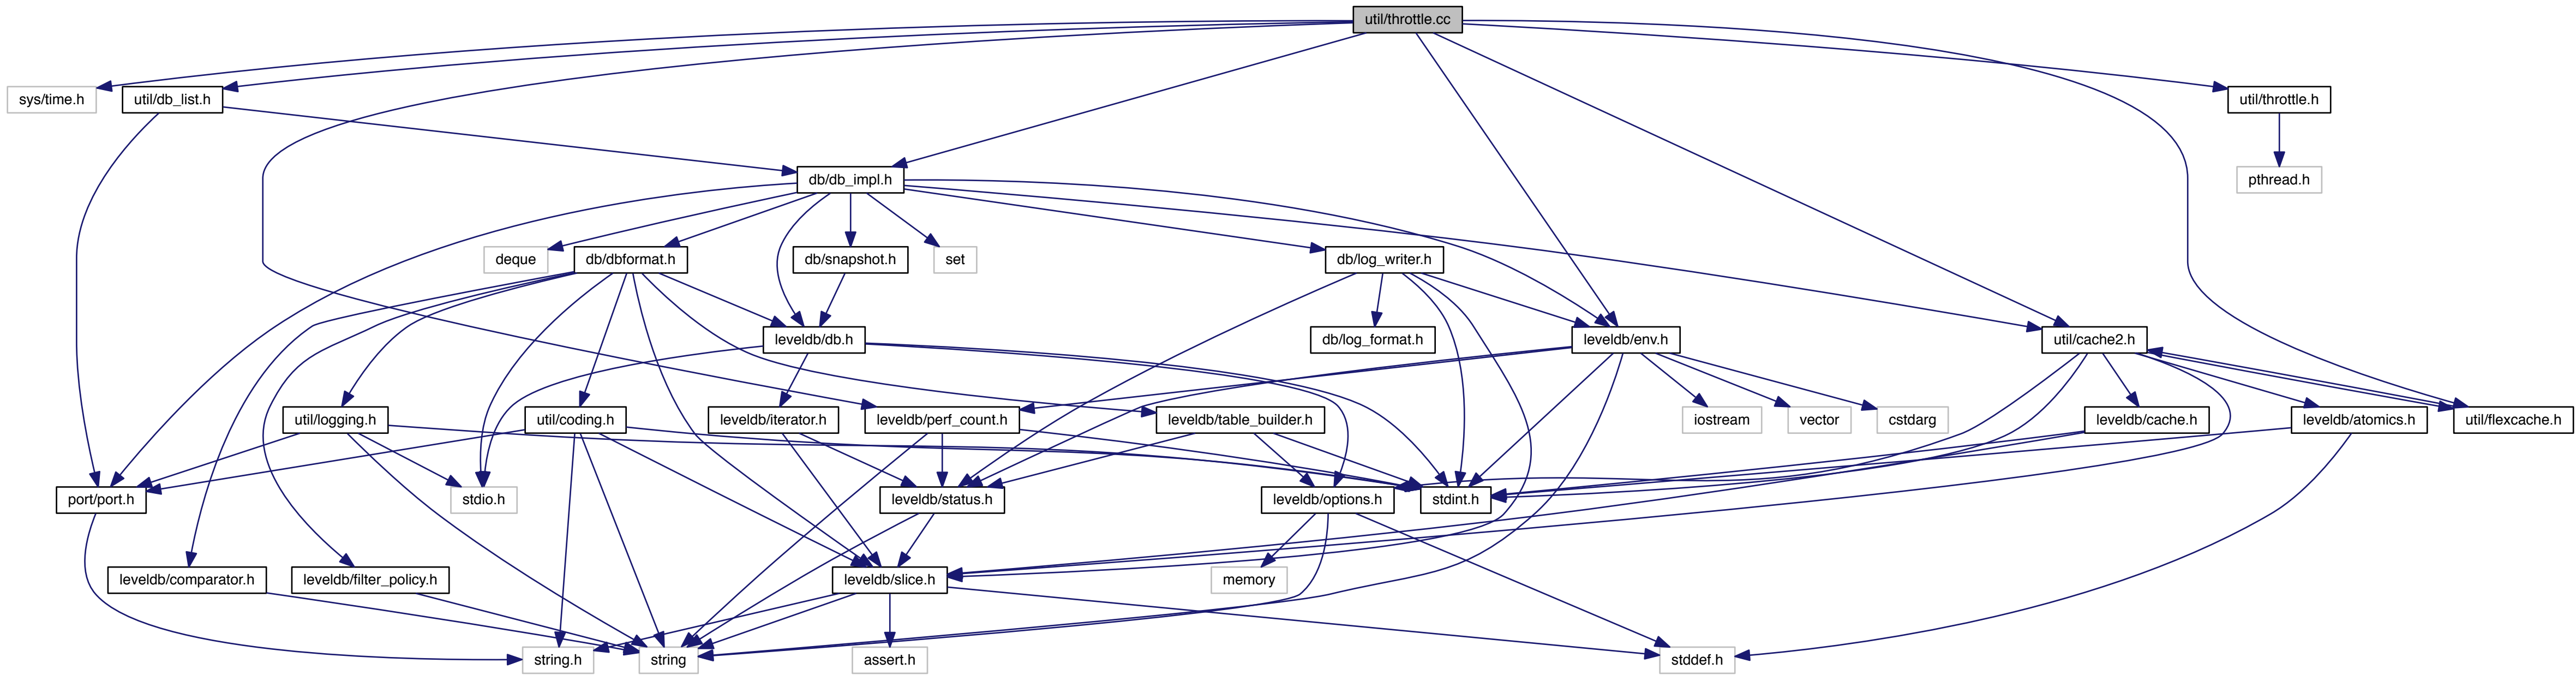 util/throttle.cc
sys/time.h
util/db_list.h
util/throttle.h
db/db_impl.h
pthread.h
deque
db/dbformat.h
db/snapshot.h
set
db/log_writer.h
leveldb/db.h
db/log_format.h
leveldb/env.h
util/cache2.h
util/logging.h
util/coding.h
leveldb/iterator.h
leveldb/perf_count.h
leveldb/table_builder.h
iostream
vector
cstdarg
leveldb/cache.h
leveldb/atomics.h
util/flexcache.h
port/port.h
stdio.h
leveldb/status.h
leveldb/options.h
stdint.h
leveldb/comparator.h
leveldb/filter_policy.h
leveldb/slice.h
memory
string.h
string
assert.h
stddef.h